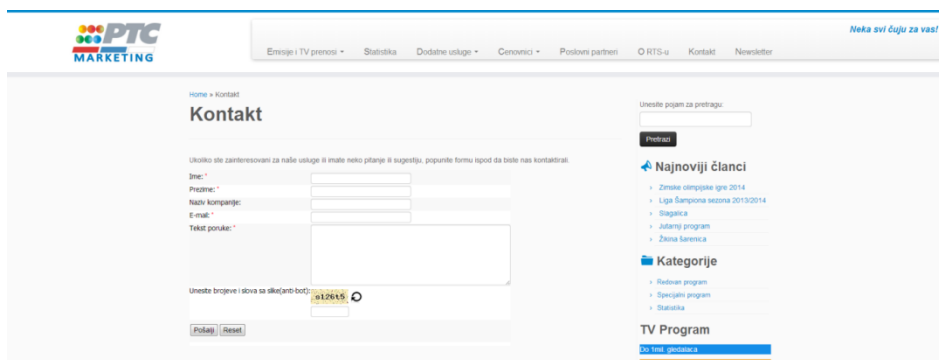 РТС
MARKETING
Neka svi čuju za vas!
Emisije i TV prenosi Statistika Dodatne usluge Cenovnici Poslovni partneri O RTS-u Kontakt Newsletter
Home » Kontakt
Kontakt
Ukoliko ste zainteresovani za naše usluge ili imate neko pitanje ili sugestiju, popunite formu ispod da biste nas kontaktirali.
Ime: *
Prezime: *
Naziv kompanije:
E-mail: *
Tekst poruke: *
Unesite brojeve i slova sa slike(anti-bot):
s126t5
Pošalji Reset
Unesite pojam za pretragu:
Pretrazi
Najnoviji članci
Zimske olimpijske igre 2014
Liga Šampiona sezona 2013/2014
Slagalica
Jutarnji program
Žikina šarenica
Kategorije
Redovan program
Specijalni program
Statistika
TV Program
Do 1mil. gledalaca